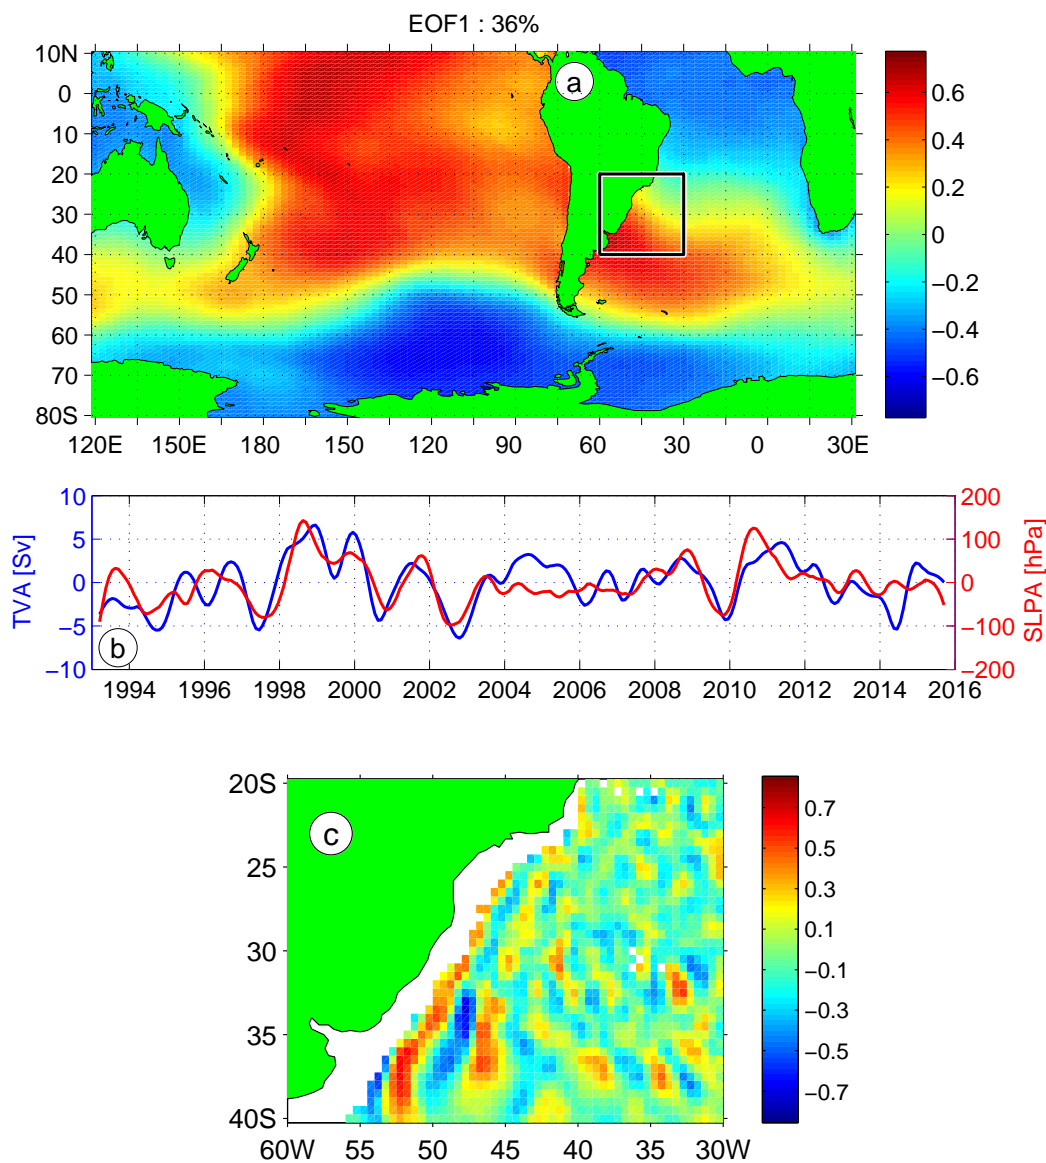 EOF1 : 36%
10N
0
10
20
30
40
50
60
70
80S
a
120E 150E 180 150 120 90 60 30 0 30E
0.6
0.4
0.2
0
−0.2
−0.4
−0.6
10
5
0
−5
−10
TVA [Sv]
200
100
0
−100
−200
SLPA [hPa]
b
1994 1996 1998 2000 2002 2004 2006 2008 2010 2012 2014 2016
20S
25
30
35
40S
c
60W 55 50 45 40 35 30W
0.7
0.5
0.3
0.1
−0.1
−0.3
−0.5
−0.7